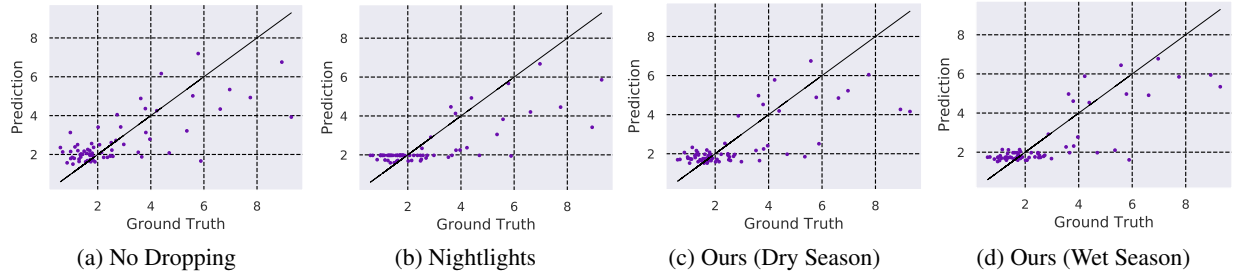 8
6
4
2
Prediction
2 4 6 8
Ground Truth
(a) No Dropping
8
6
4
2
Prediction
2 4 6 8
Ground Truth
(b) Nightlights
8
6
4
2
Prediction
2 4 6 8
Ground Truth
(c) Ours (Dry Season)
8
6
4
2
Prediction
2 4 6 8
Ground Truth
(d) Ours (Wet Season)